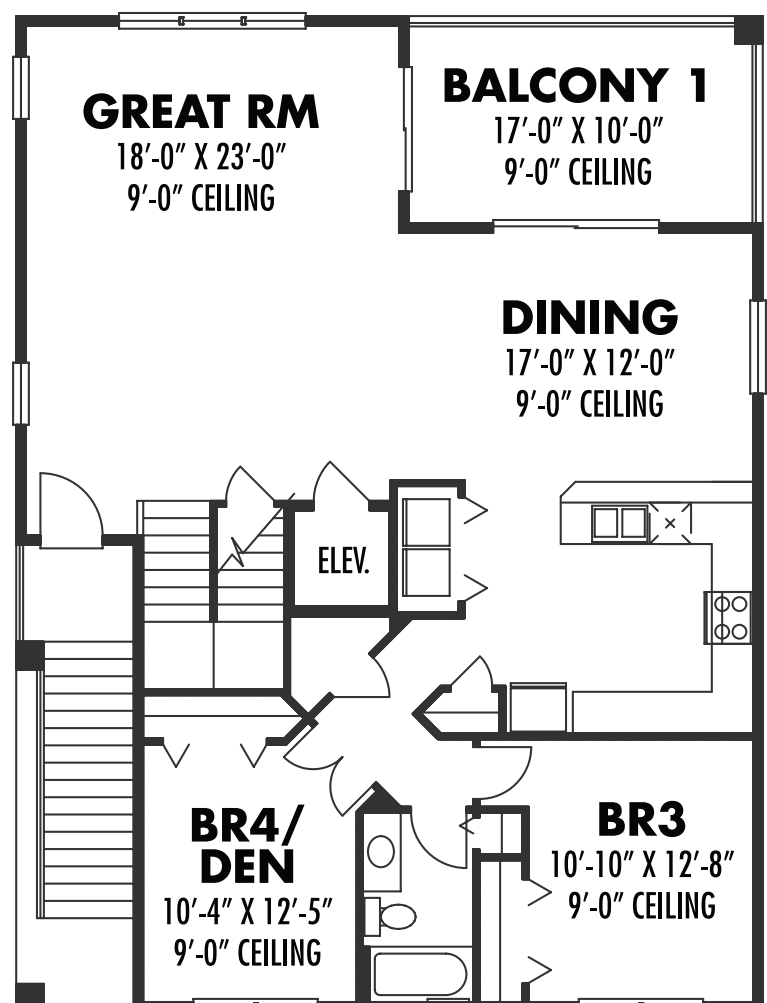 GREAT RM
18'-0" X 23'-0"
9'-0" CEILING
BALCONY 1
17'-0" X 10'-0"
9'-0" CEILING
DINING
17'-0" X 12'-0"
9'-0" CEILING
ELEV.
BR4/
DEN
10'-4" X 12'-5"
9'-0" CEILING
BR3
10'-10" X 12'-8"
9'-0" CEILING